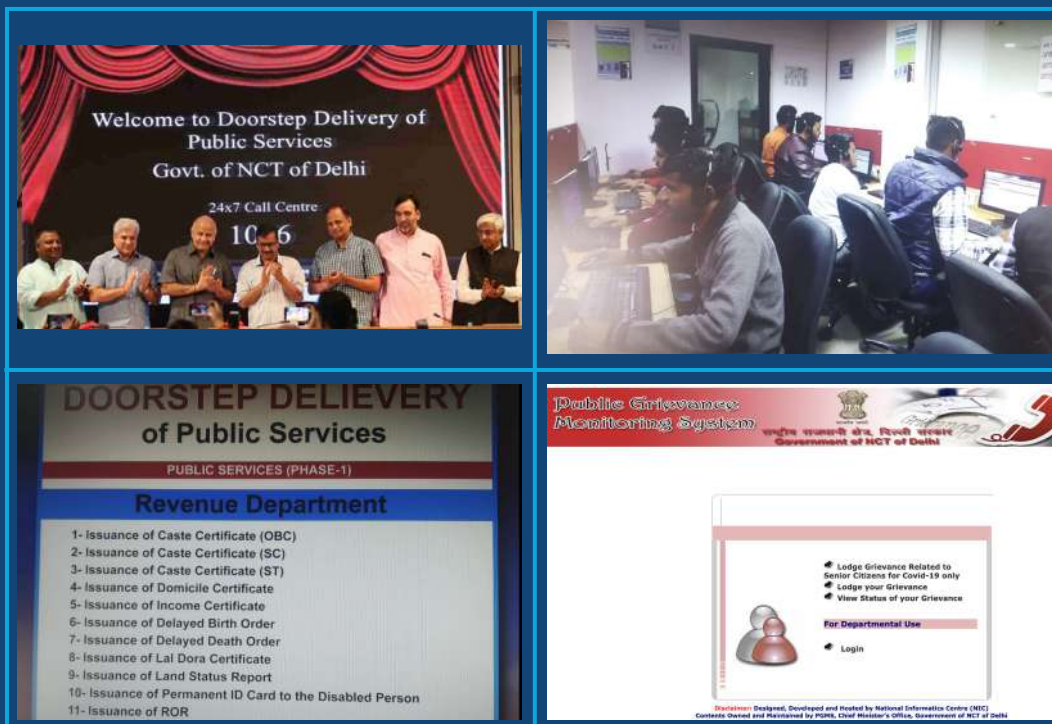 Welcome to Doorstep Delivery of
Public Services
Govt. of NCT of Delhi
24x7 Call Centre
DOORSTEP DELIEVERY
of Public Services
PUBLIC SERVICES (PHASE-1)
Revenue Department
1- Issuance of Caste Certificate (OBC)
2- Issuance of Caste Certificate (SC)
3- Issuance of Caste Certificate (ST)
4- Issuance of Domicile Certificate
5- Issuance of Income Certificate
6- Issuance of Delayed Birth Order
7- Issuance of Delayed Death Order
8- Issuance of Lal Dora Certificate
9- Issuance of Land Status Report
10- Issuance of Permanent ID Card to the Disabled Person
11- Issuance of ROR
Public Grievance
Monitoring System
राष्ट्रीय राजधानी क्षेत्र, दिल्ली सरकार
Government of NCT of Delhi
Lodge Grievance Related to
Senior Citizens for Covid-19 only
Lodge your Grievance
View Status of your Grievance
For Departmental Use
Login
Disclaimer: Designed, Developed and Hosted by National Informatics Centre (NIC)
Contents Owned and Maintained by PGMS, Chief Minister's Office, Government of NCT of Delhi